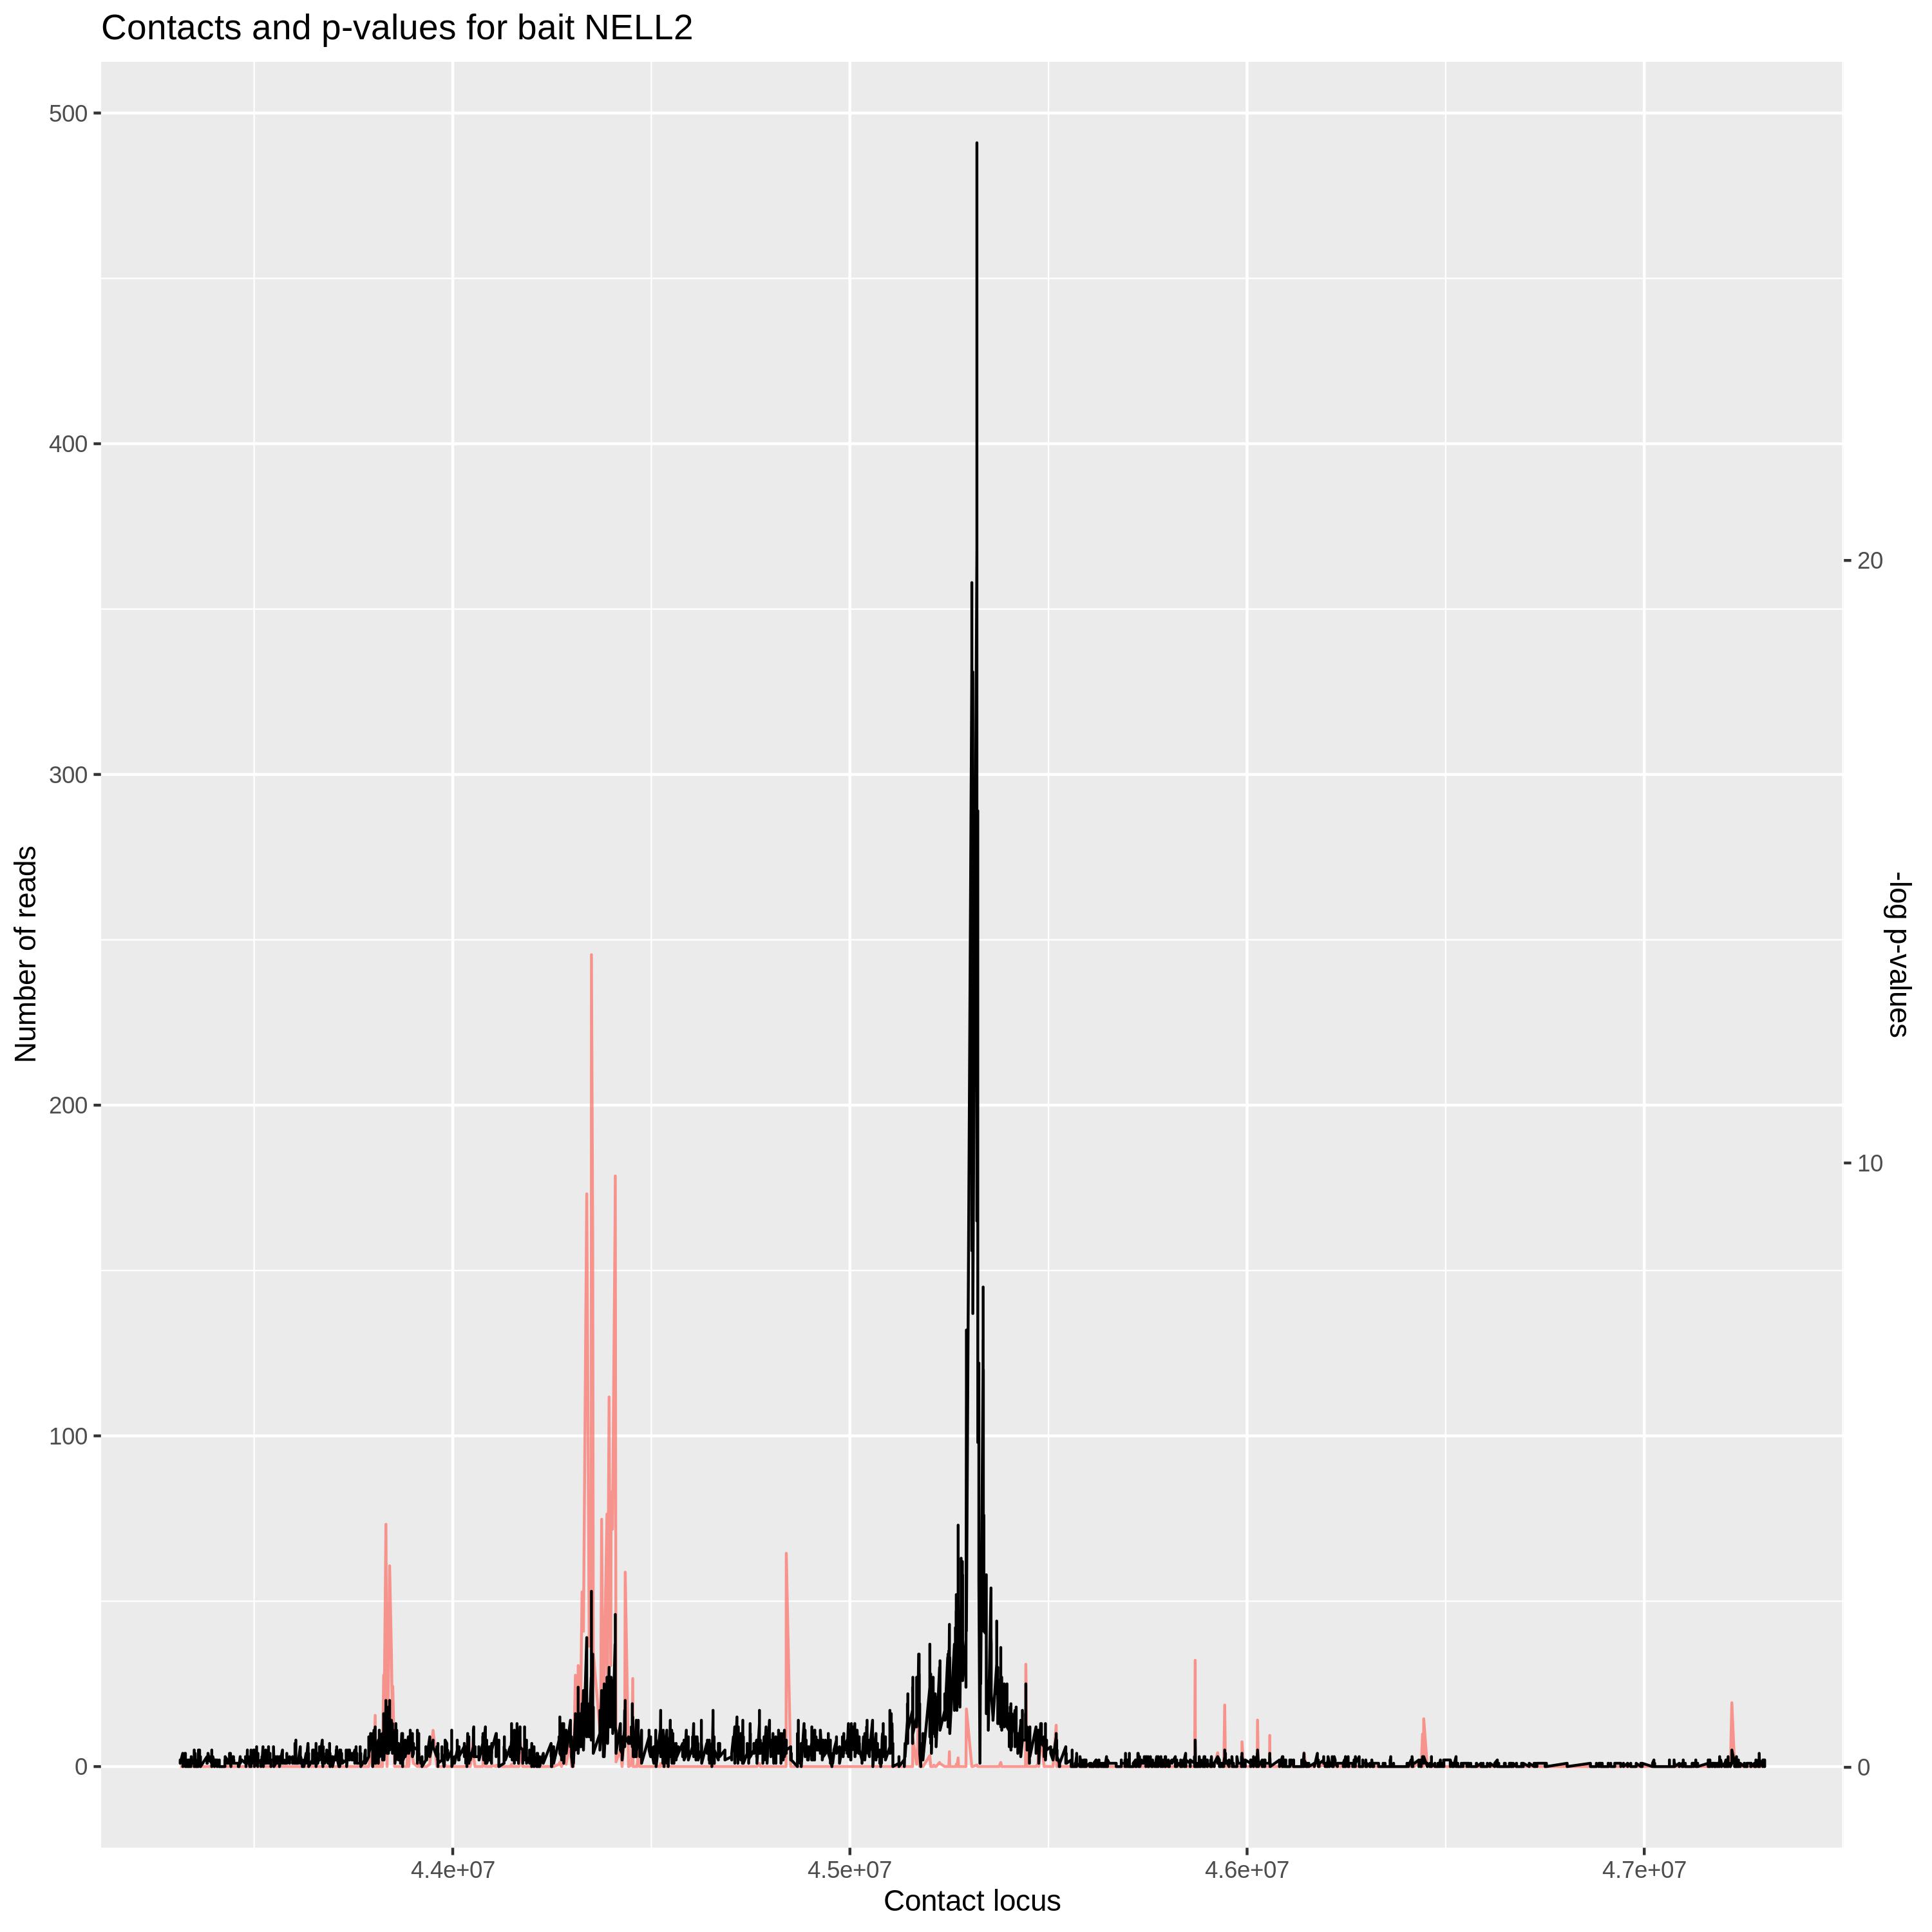 Contacts and p-values for bait NELL2
500
400
300
200
100
0
Number of reads
20
10
0
-log p-values
4.4e+07
4.5e+07
4.6e+07
4.7e+07
Contact locus